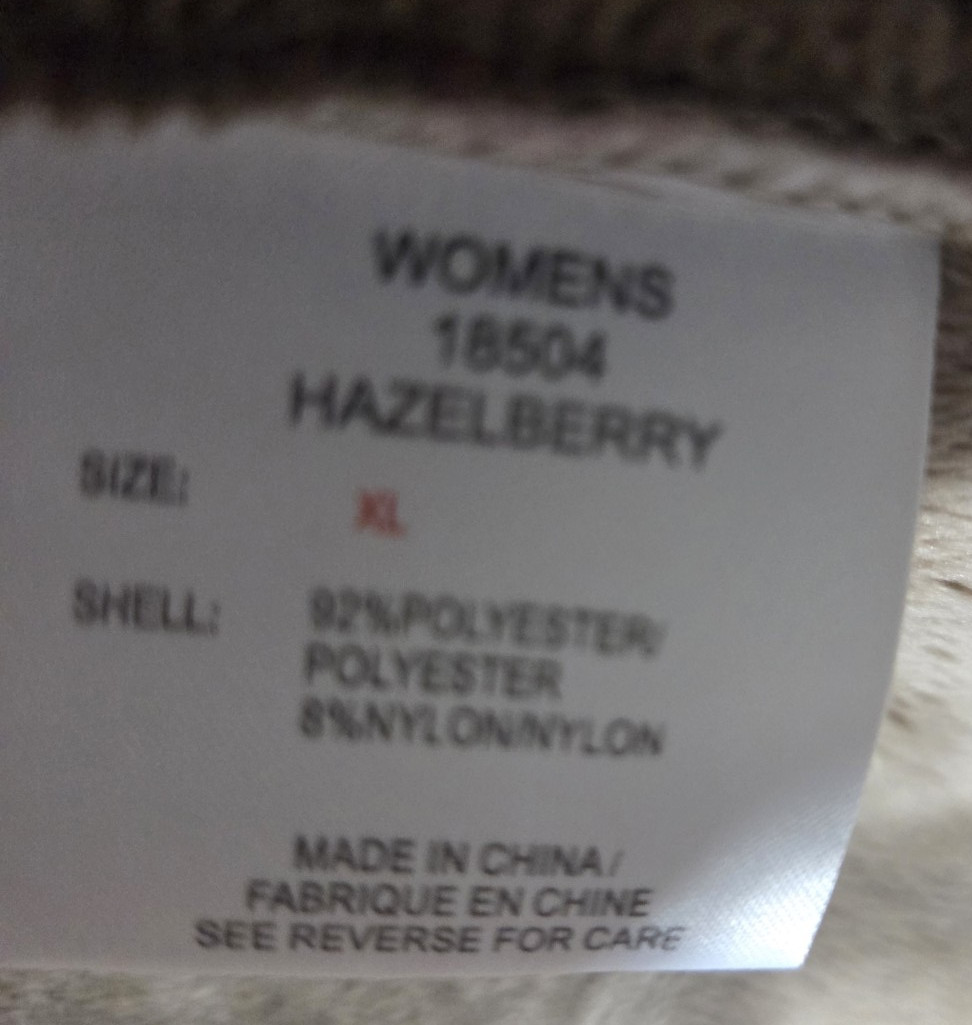 WOMENS
18504
HAZELBERRY
SIZE: XL
SHELL: 92%POLYESTER/
POLYESTER
8%NYLON/NYLON
MADE IN CHINA /
FABRIQUE EN CHINE
SEE REVERSE FOR CARE